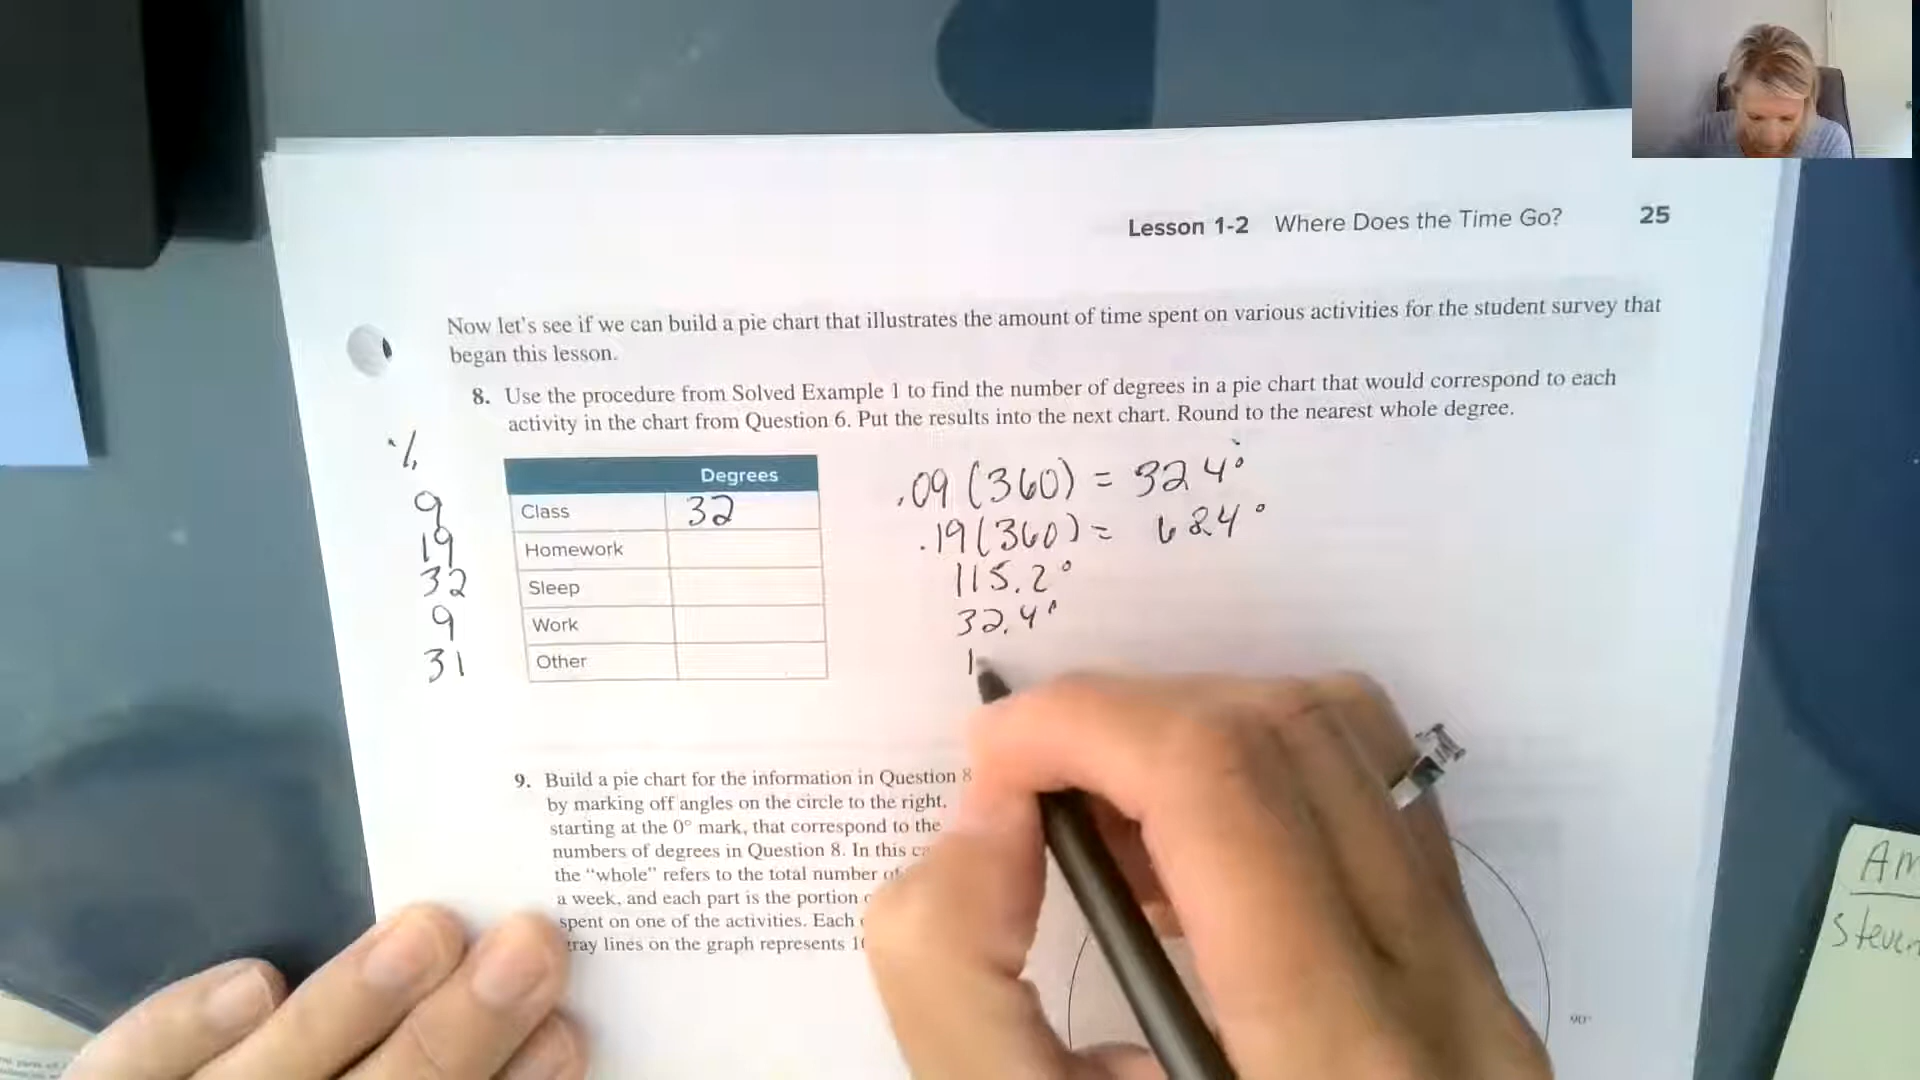 Lesson 1-2 Where Does the Time Go? 25
Now let's see if we can build a pie chart that illustrates the amount of time spent on various activities for the student survey that
began this lesson.
8. Use the procedure from Solved Example 1 to find the number of degrees in a pie chart that would correspond to each
activity in the chart from Question 6. Put the results into the next chart. Round to the nearest whole degree.
%
Degrees
9 Class 32 .09 (360) = 32 4°
19 Homework .19 (360) = 68.4°
32 Sleep 115.2°
9 Work 32.4°
31 Other 1
9. Build a pie chart for the information in Question 8
by marking off angles on the circle to the right,
starting at the 0° mark, that correspond to the
numbers of degrees in Question 8. In this
the "whole" refers to the total number
a week, and each part is the portion
spent on one of the activities. Each
gray lines on the graph represents
90°
Am
Steven